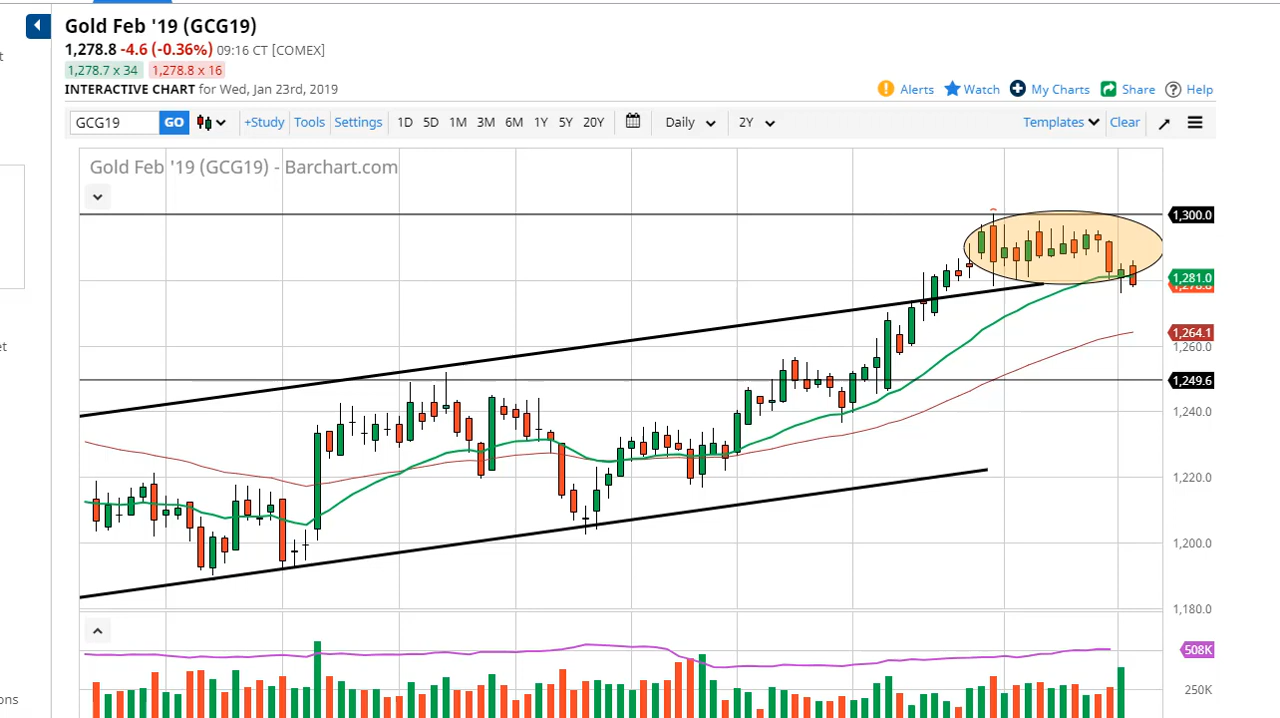 Gold Feb '19 (GCG19)
1,278.8 -4.6 (-0.36%) 09:16 CT [COMEX]
1,278.7 x 34 1,278.8 x 16
INTERACTIVE CHART for Wed, Jan 23rd, 2019
Alerts Watch My Charts Share Help
GCG19 GO +Study Tools Settings 1D 5D 1M 3M 6M 1Y 5Y 20Y Daily 2Y Templates Clear
Gold Feb '19 (GCG19) - Barchart.com
1,300.0
1,281.0
1,264.1
1,260.0
1,249.6
1,240.0
1,220.0
1,200.0
1,180.0
508K
250K
t
et
ons